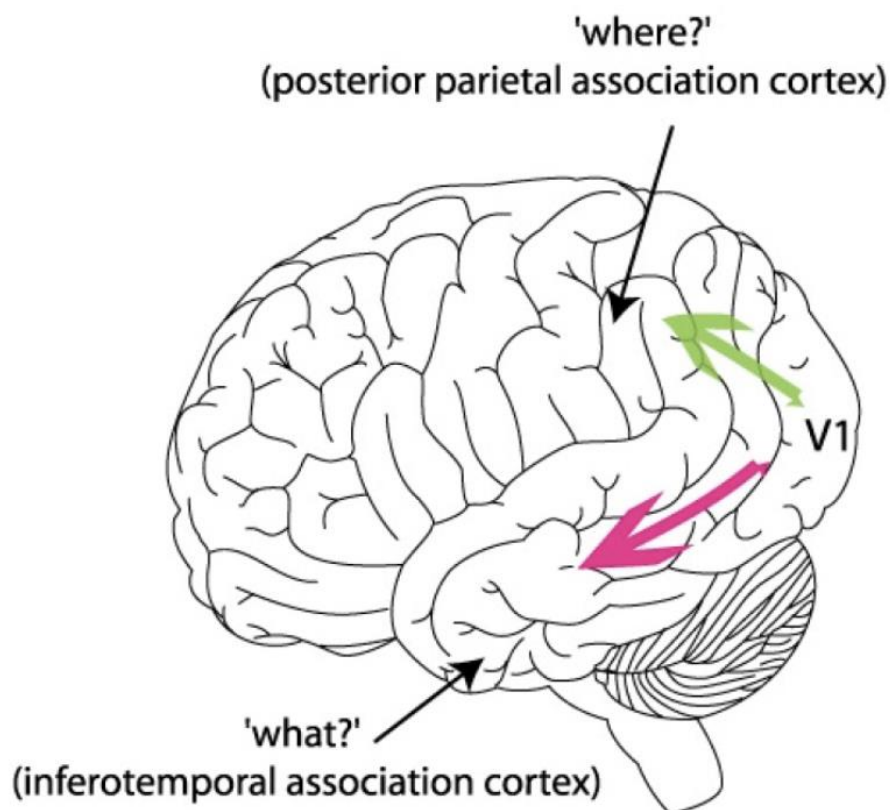 'where?'
(posterior parietal association cortex)
V1
'what?'
(inferotemporal association cortex)